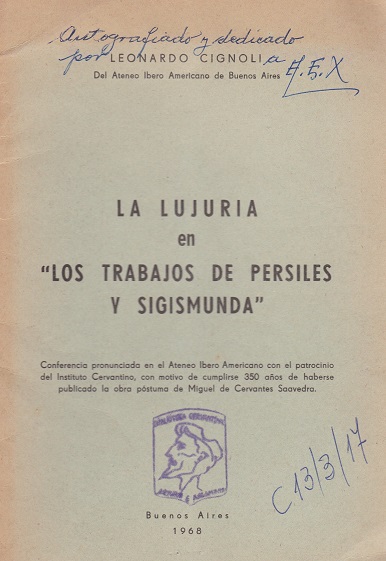 Autografiado y dedicado
por LEONARDO CIGNOLI a A. E. X
Del Ateneo Ibero Americano de Buenos Aires
LA LUJURIA
en
"LOS TRABAJOS DE PERSILES
Y SIGISMUNDA"
Conferencia pronunciada en el Ateneo Ibero Americano con el patrocinio
del Instituto Cervantino, con motivo de cumplirse 350 años de haberse
publicado la obra póstuma de Miguel de Cervantes Saavedra.
BIBLIOTECA CERVANTINA
C 13/3/17
Buenos Aires
1968